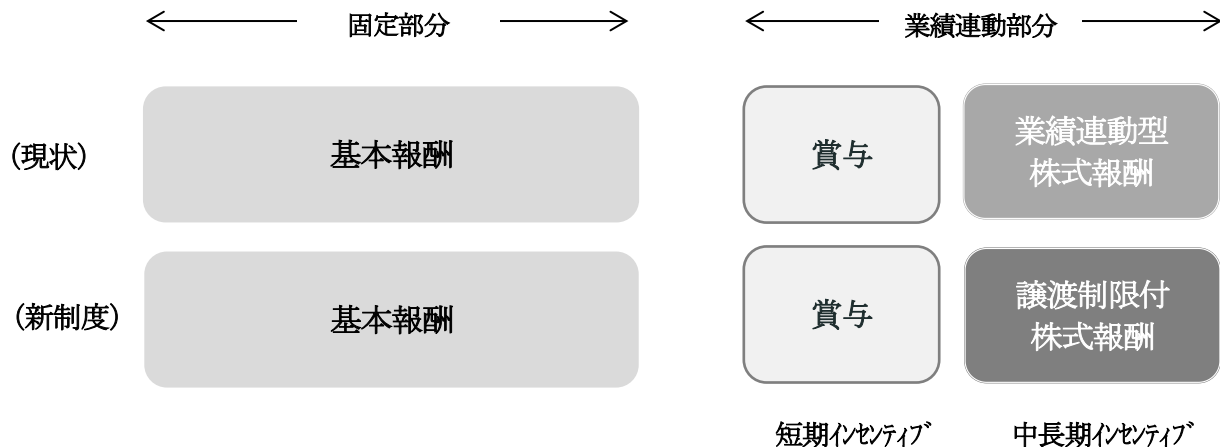 固定部分
業績連動部分
(現状)
基本報酬
賞与
業績連動型
株式報酬
(新制度)
基本報酬
賞与
譲渡制限付
株式報酬
短期ｲﾝｾﾝﾃｨﾌﾞ
中長期ｲﾝｾﾝﾃｨﾌﾞ